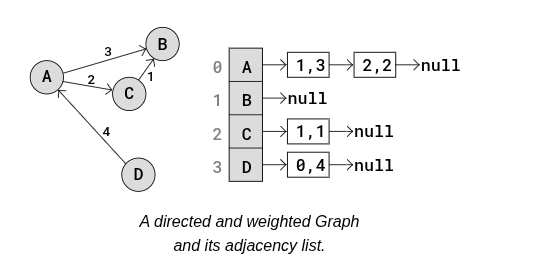 A
B
C
D
3
2
1
4
0 A 1,3 2,2 null
1 B null
2 C 1,1 null
3 D 0,4 null
A directed and weighted Graph
and its adjacency list.